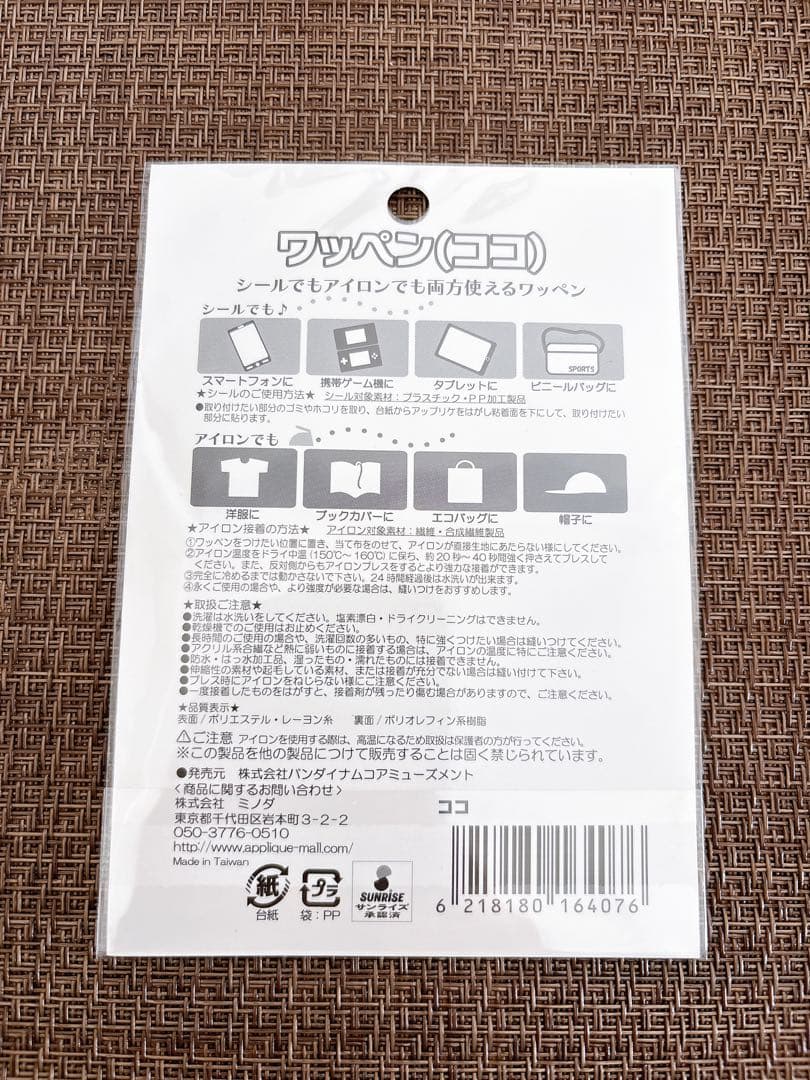 ワッペン(ココ)
シールでもアイロンでも両方使えるワッペン
シールでも♪
SPORTS
スマートフォンに 携帯ゲーム機に タブレットに ビニールバッグに
★シールのご使用方法★ シール対象素材：プラスチック・PP加工製品
●取り付けたい部分のゴミやホコリを取り、台紙からアップリケをはがし粘着面を下にして、取り付けたい
部分に貼ります。
アイロンでも
洋服に ブックカバーに エコバッグに 帽子に
★アイロン接着の方法★ アイロン対象素材：繊維・合成繊維製品
①ワッペンをつけたい位置に置き、当て布をのせて、アイロンが直接生地にあたらない様にしてください。
②アイロン温度をドライ中温(150℃〜160℃)に保ち、約20秒〜40秒間強く押さえてプレスして
ください。また、反対側からもアイロンプレスをするとより強力な接着ができます。
③完全に冷めるまでは動かさないで下さい。24時間経過後は水洗いが出来ます。
④永くご使用の場合や、より強度が必要な場合は、縫いつけをおすすめします。
★取扱ご注意★
●洗濯は水洗いをしてください。塩素漂白・ドライクリーニングはできません。
●乾燥機でのご使用はお止めください。
●長時間のご使用の場合や、洗濯回数の多いもの、特に強くつけたい場合は縫いつけてください。
●アクリル系合繊など熱に弱いものに接着する場合は、アイロンの温度に特にご注意ください。
●防水・はっ水加工品、湿ったもの・濡れたものには接着できません。
●伸縮性の素材や起毛している素材、または接着が充分でない場合は縫い付けて下さい。
●プレス時にアイロンをねじらない様にご注意ください。
●一度接着したものをはがすと、接着剤が残ったり傷む場合がありますので、ご注意ください。
★品質表示★
表面/ポリエステル・レーヨン糸 裏面/ポリオレフィン系樹脂
⚠ご注意 アイロンを使用する際は、高温になるため取扱は保護者の方が行ってください。
※この製品を他の製品につけて販売することは固く禁じられています。
●発売元 株式会社バンダイナムコアミューズメント
〈商品に関するお問い合わせ〉
株式会社 ミノダ
東京都千代田区岩本町3-2-2
050-3776-0510
http://www.applique-mall.com/
Made in Taiwan
ココ
紙
台紙
プラ
袋：PP
SUNRISE
サンライズ
承認済
6 218180 164076